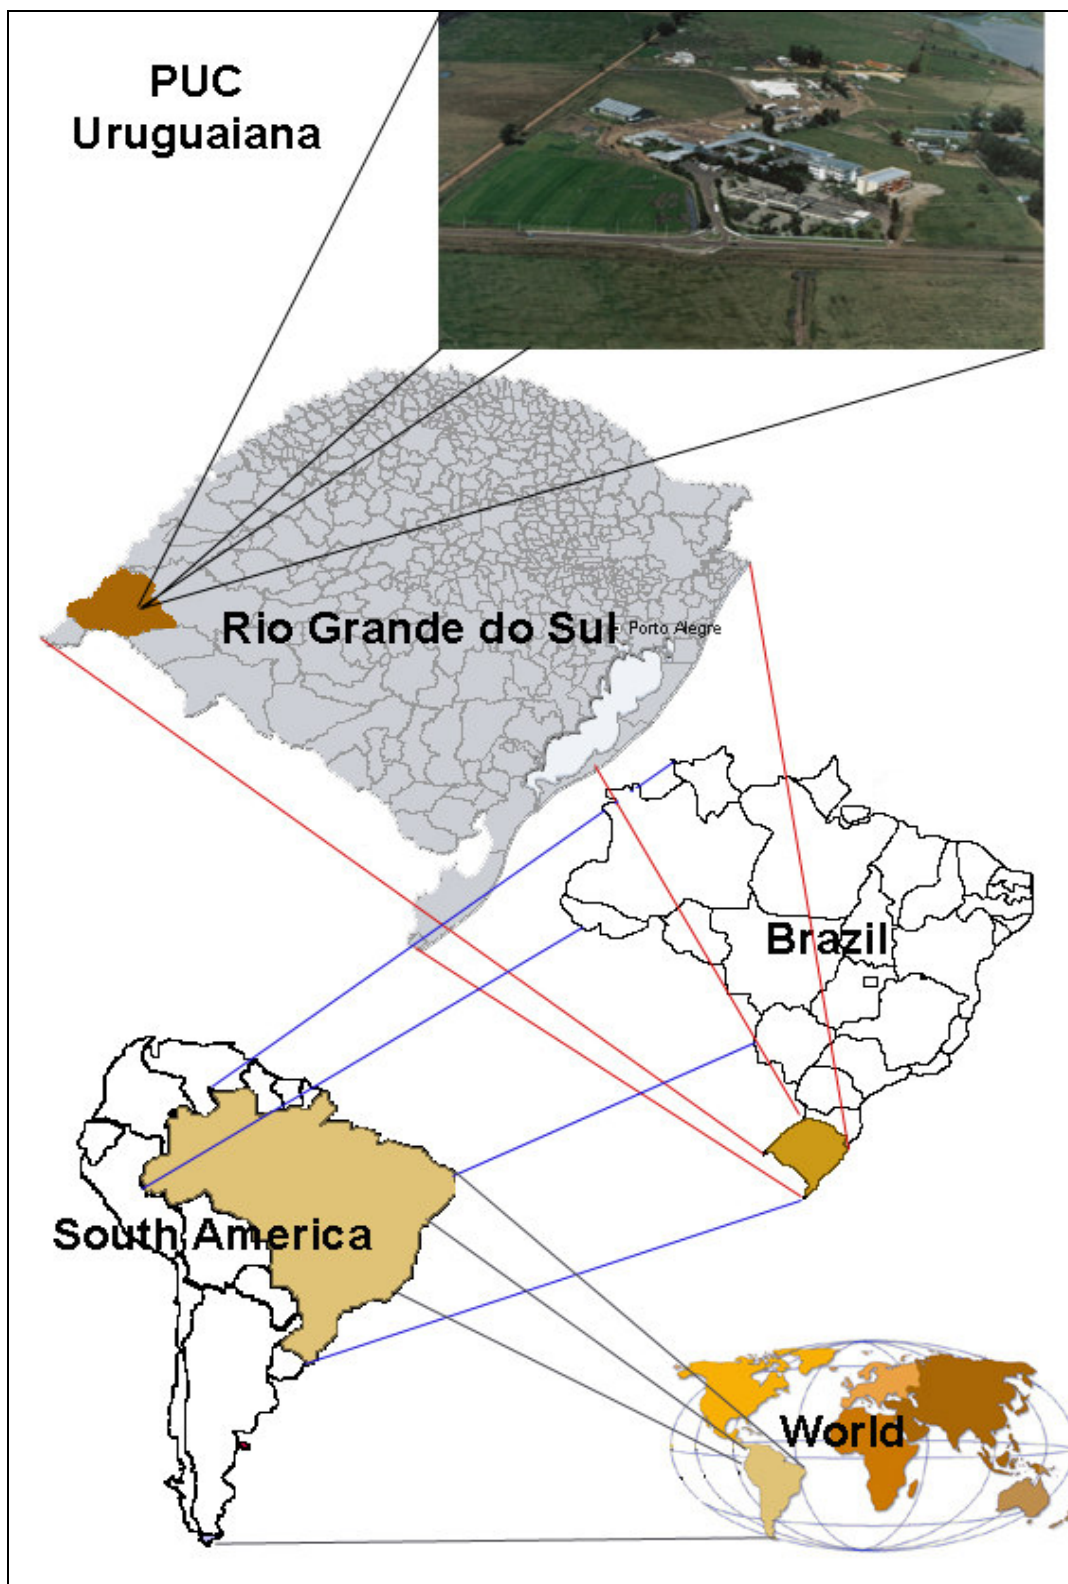 PUC
Uruguaiana
Rio Grande do Sul
Porto Alegre
Brazil
South America
World